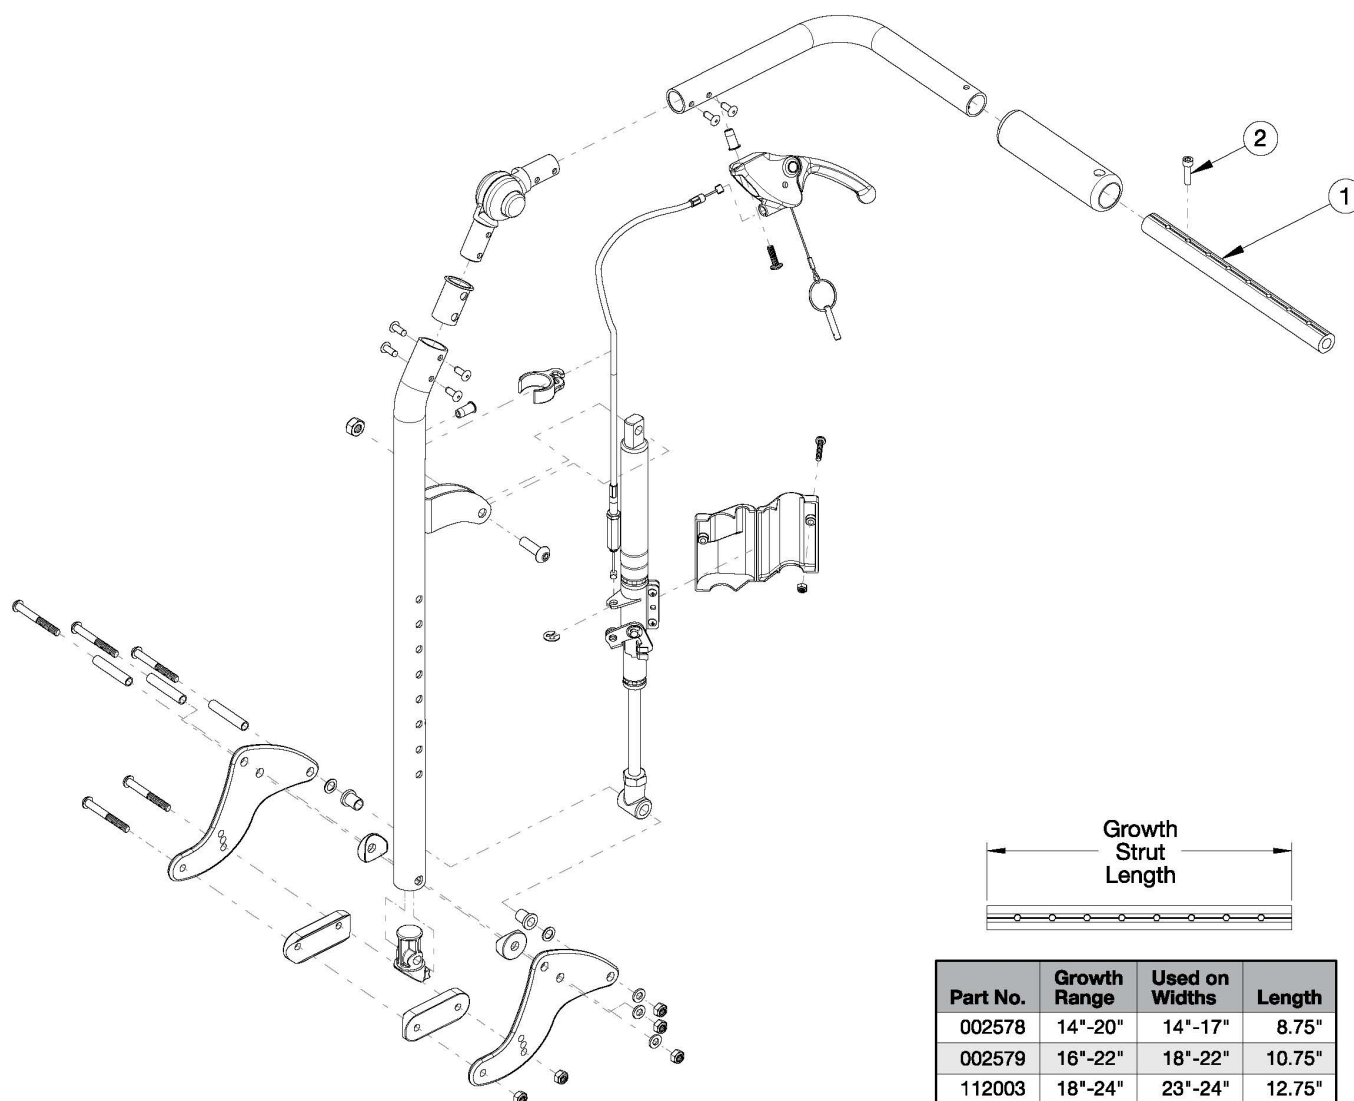 2
1
Growth
Strut
Length
Part No. Growth Range Used on Widths Length
002578 14"-20" 14"-17" 8.75"
002579 16"-22" 18"-22" 10.75"
112003 18"-24" 23"-24" 12.75"